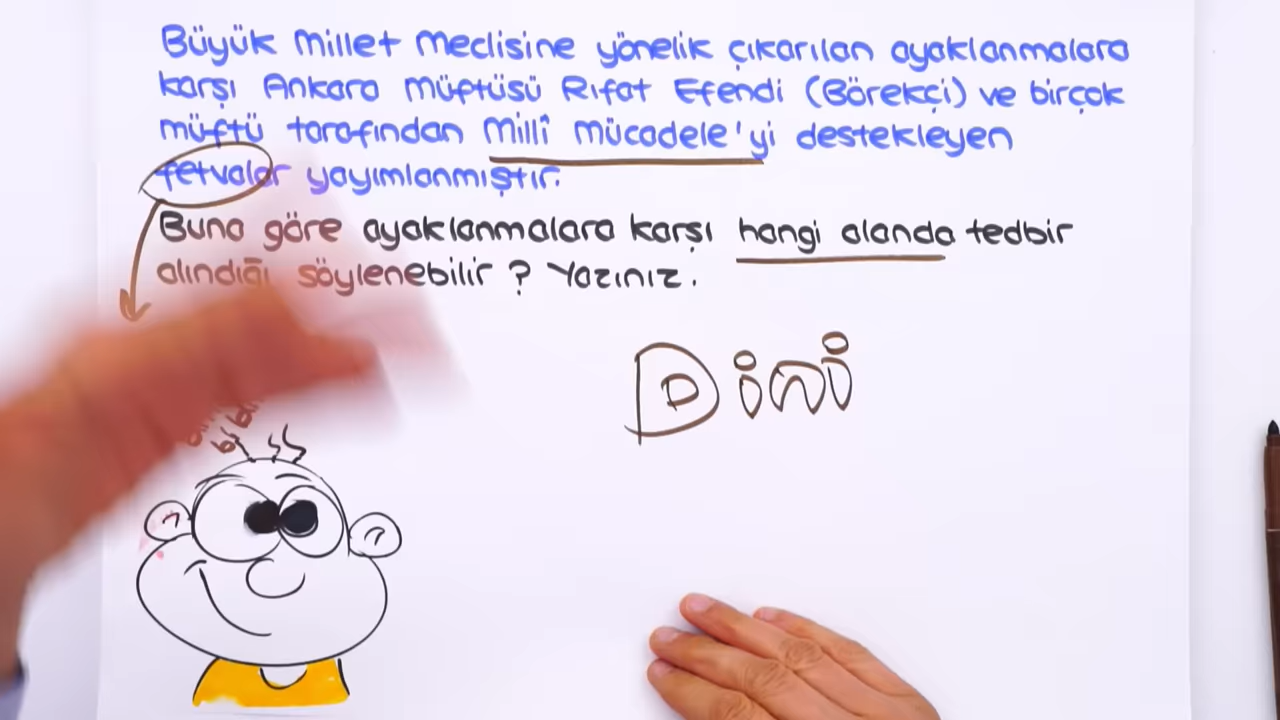 Büyük Millet Meclisine yönelik çıkarılan ayaklanmalara
karşı Ankara müftüsü Rıfat Efendi (Börekçi) ve birçok
müftü tarafından Millî Mücadele'yi destekleyen
fetvalar yayımlanmıştır.
Buna göre ayaklanmalara karşı hangi alanda tedbir
alındığı söylenebilir? Yazınız.
Dini